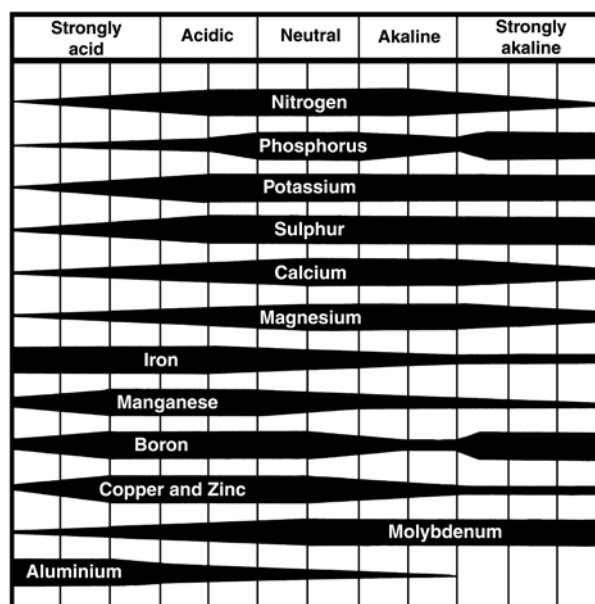 Strongly
acid
Acidic
Neutral
Akaline
Strongly
akaline
Nitrogen
Phosphorus
Potassium
Sulphur
Calcium
Magnesium
Iron
Manganese
Boron
Copper and Zinc
Molybdenum
Aluminium